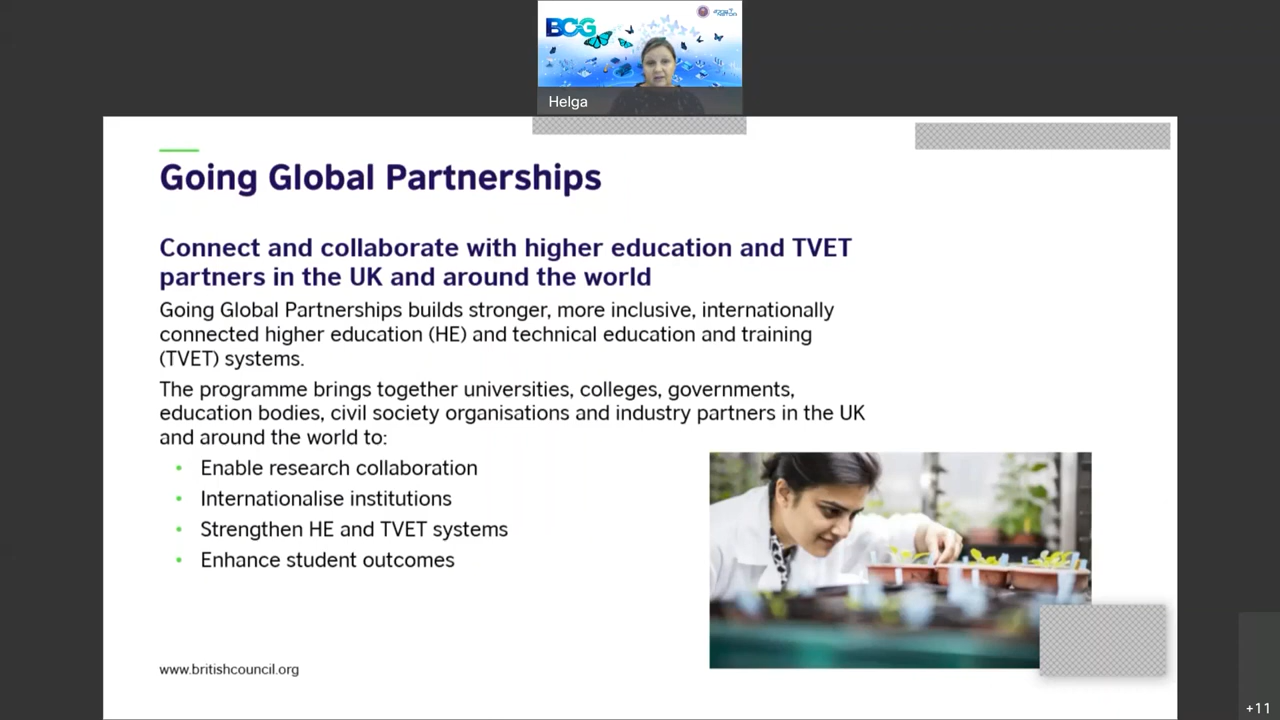 BCG
Helga
Going Global Partnerships
Connect and collaborate with higher education and TVET
partners in the UK and around the world
Going Global Partnerships builds stronger, more inclusive, internationally
connected higher education (HE) and technical education and training
(TVET) systems.
The programme brings together universities, colleges, governments,
education bodies, civil society organisations and industry partners in the UK
and around the world to:
• Enable research collaboration
• Internationalise institutions
• Strengthen HE and TVET systems
• Enhance student outcomes
www.britishcouncil.org
+11